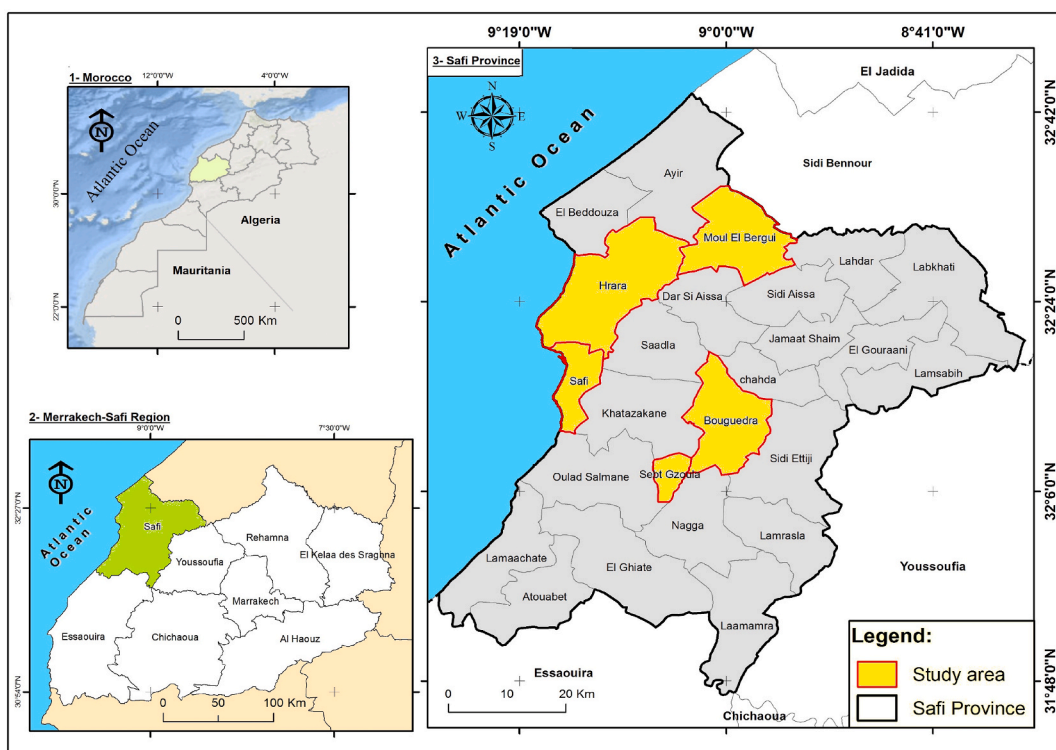 1- Morocco
12°0'0"W
4°0'0"W
N
Atlantic Ocean
30°0'0"N
22°0'0"N
Algeria
Mauritania
0
500 Km
2- Merrakech-Safi Region
9°0'0"W
7°30'0"W
N
Atlantic
Ocean
32°27'0"N
30°54'0"N
Safi
Rehamna
El Kelaa des Sraghna
Youssoufia
Marrakech
Essaouira
Chichaoua
Al Haouz
0 50 100 Km
9°19'0"W
9°0'0"W
8°41'0"W
3- Safi Province
N
W
E
S
Atlantic Ocean
El Jadida
32°42'0"N
Sidi Bennour
Ayir
El Beddouza
Moul El Bergui
Lahdar
Labkhati
Hrara
Dar Si Aissa
Sidi Aissa
32°24'0"N
Saadla
Jamaat Shaim
El Gouraani
Lamsabih
Safi
chahda
Khatazakane
Bouguedra
Sidi Ettiji
Oulad Salmane
Sept Gzoula
32°6'0"N
Nagga
Lamrasla
Lamaachate
El Ghiate
Youssoufia
Atouabet
Laamamra
Essaouira
31°48'0"N
0 10 20 Km
Chichaoua
Legend:
Study area
Safi Province